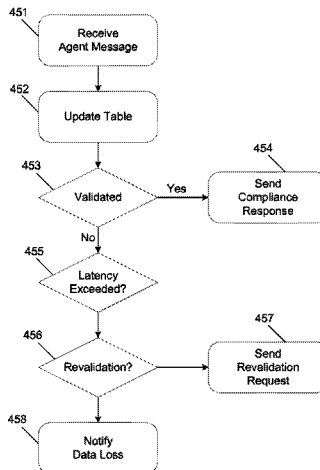 451
Receive
Agent Message
452
Update Table
453
Validated
Yes
454
Send
Compliance
Response
No
455
Latency
Exceeded?
456
Revalidation?
457
Send
Revalidation
Request
458
Notify
Data Loss